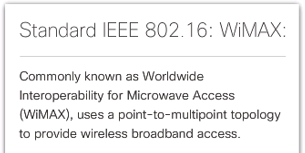 Standard IEEE 802.16: WiMAX:
Commonly known as Worldwide
Interoperability for Microwave Access
(WiMAX), uses a point-to-multipoint topology
to provide wireless broadband access.